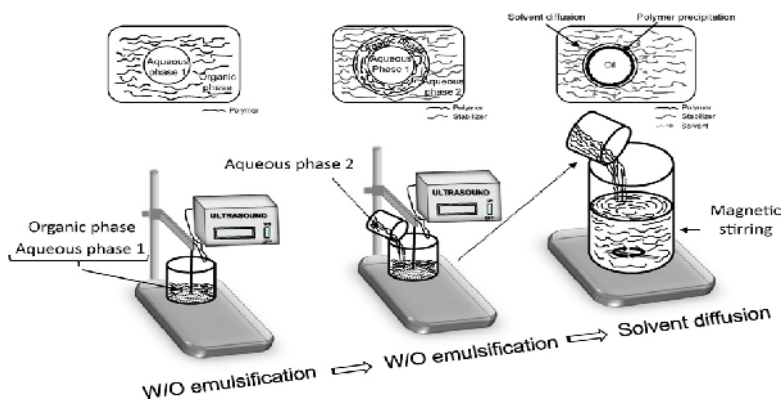 Aqueous
phase 1
Organic
phase
Polymer
Organic phase
Aqueous
Phase 1
Aqueous
phase 2
Polymer
Stabilizer
Solvent diffusion
Polymer precipitation
Oil
Polymer
Stabilizer
Solvent
Organic phase
Aqueous phase 1
ULTRASOUND
Aqueous phase 2
ULTRASOUND
Magnetic
stirring
W/O emulsification
W/O emulsification
Solvent diffusion